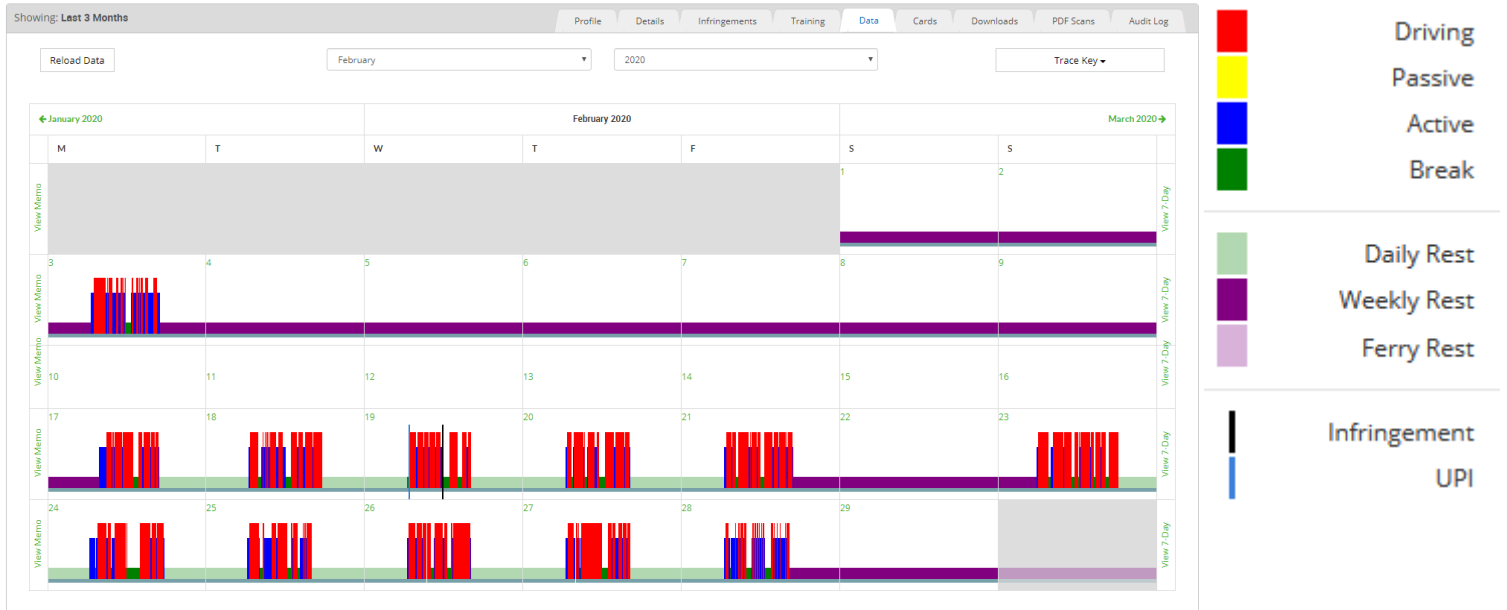 Showing: Last 3 Months
Profile Details Infringements Training Data Cards Downloads PDF Scans Audit Log
Reload Data February 2020 Trace Key
January 2020 February 2020 March 2020
M T W T F S S
View Memo 1 2 View 7-Day
View Memo 3 4 5 6 7 8 9 View 7-Day
View Memo 10 11 12 13 14 15 16 View 7-Day
View Memo 17 18 19 20 21 22 23 View 7-Day
View Memo 24 25 26 27 28 29 View 7-Day
Driving
Passive
Active
Break
Daily Rest
Weekly Rest
Ferry Rest
Infringement
UPI